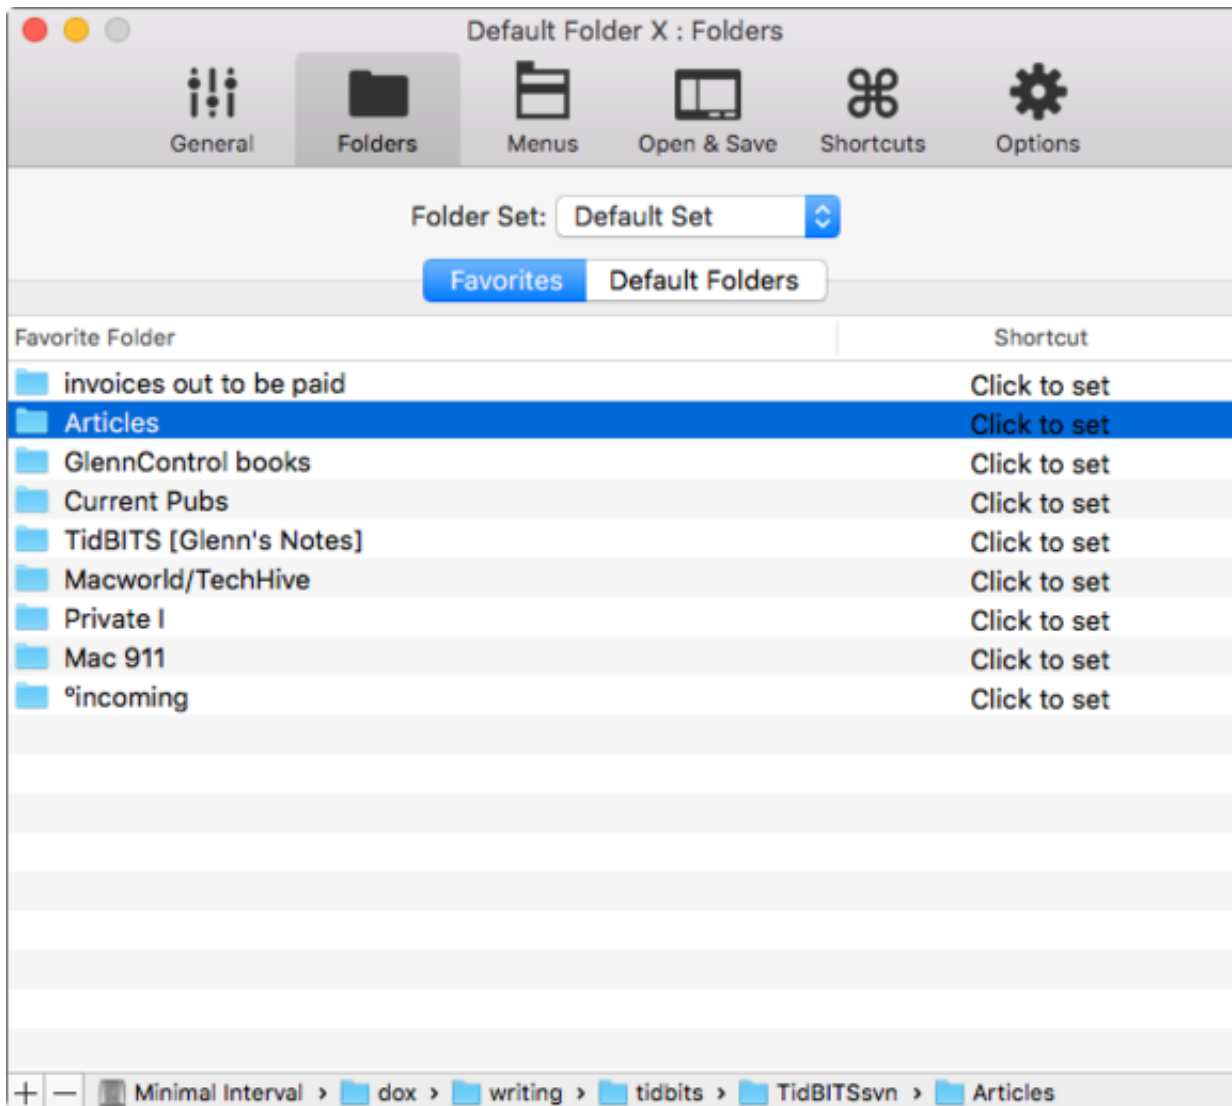 Default Folder X : Folders
General Folders Menus Open & Save Shortcuts Options
Folder Set: Default Set
Favorites Default Folders
Favorite Folder Shortcut
invoices out to be paid Click to set
Articles Click to set
GlennControl books Click to set
Current Pubs Click to set
TidBITS [Glenn's Notes] Click to set
Macworld/TechHive Click to set
Private I Click to set
Mac 911 Click to set
°incoming Click to set
+ − Minimal Interval › dox › writing › tidbits › TidBITSsvn › Articles